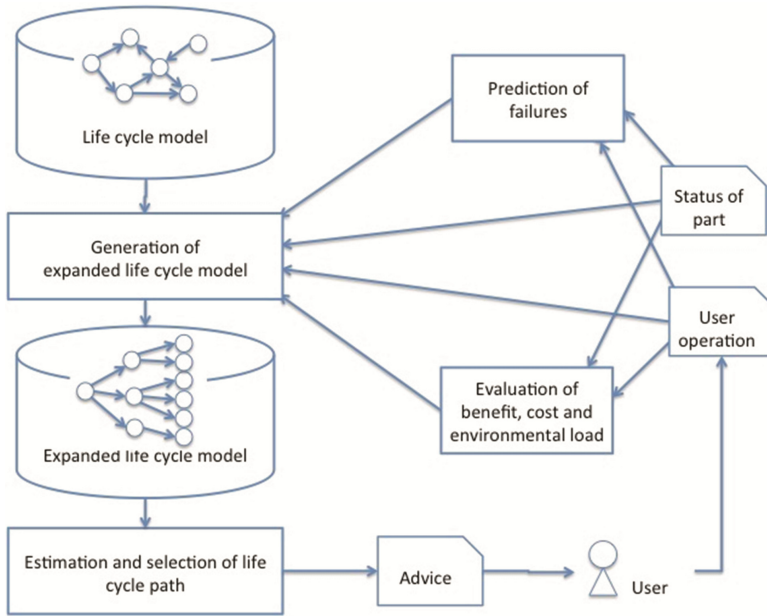 Life cycle model
Prediction of
failures
Status of
part
Generation of
expanded life cycle model
User
operation
Evaluation of
benefit, cost and
environmental load
Expanded life cycle model
Estimation and selection of life
cycle path
Advice
User